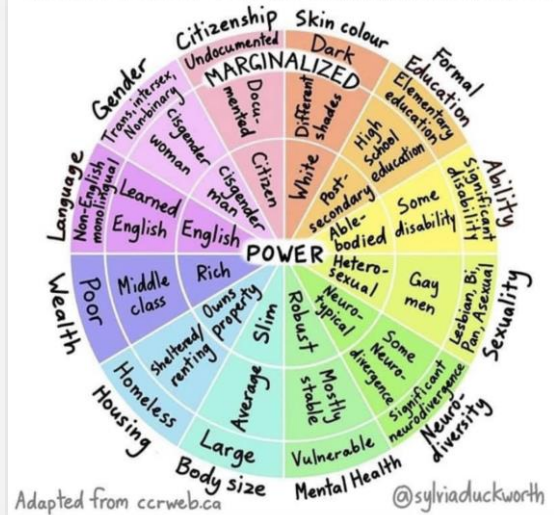 Citizenship
Undocumented
Docu-
mented
Citizen
Skin colour
Dark
Different
shades
White
Formal
Education
Elementary
education
High
School
education
Post-
secondary
Ability
Significant
disability
Some
disability
Able-
bodied
Sexuality
Lesbian, Bi,
Pan, Asexual
Gay
men
Hetero-
sexual
Neuro-
diversity
Significant
neurodivergence
Some
Neuro-
divergence
Neuro-
typical
Mental Health
Vulnerable
Mostly
stable
Robust
Body size
Large
Average
Slim
Housing
Homeless
Sheltered/
renting
Owns
property
Wealth
Poor
Middle
class
Rich
Language
Non-English
monolingual
Learned
English
English
Gender
Trans, intersex,
Nonbinary
Cisgender
woman
Cisgender
man
MARGINALIZED
POWER
Adapted from ccrweb.ca
@sylviaduckworth